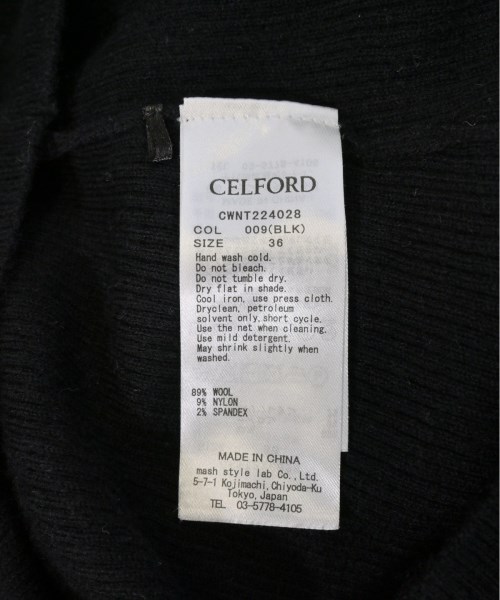 CELFORD
CWNT224028
COL 009(BLK)
SIZE 36
Hand wash cold.
Do not bleach.
Do not tumble dry.
Dry flat in shade.
Cool iron, use press cloth.
Dryclean, petroleum
solvent only,short cycle.
Use the net when cleaning.
Use mild detergent.
May shrink slightly when
washed.
89% WOOL
9% NYLON
2% SPANDEX
MADE IN CHINA
mash style lab Co., Ltd.
5-7-1 Kojimachi, Chiyoda-Ku
Tokyo, Japan
TEL 03-5778-4105